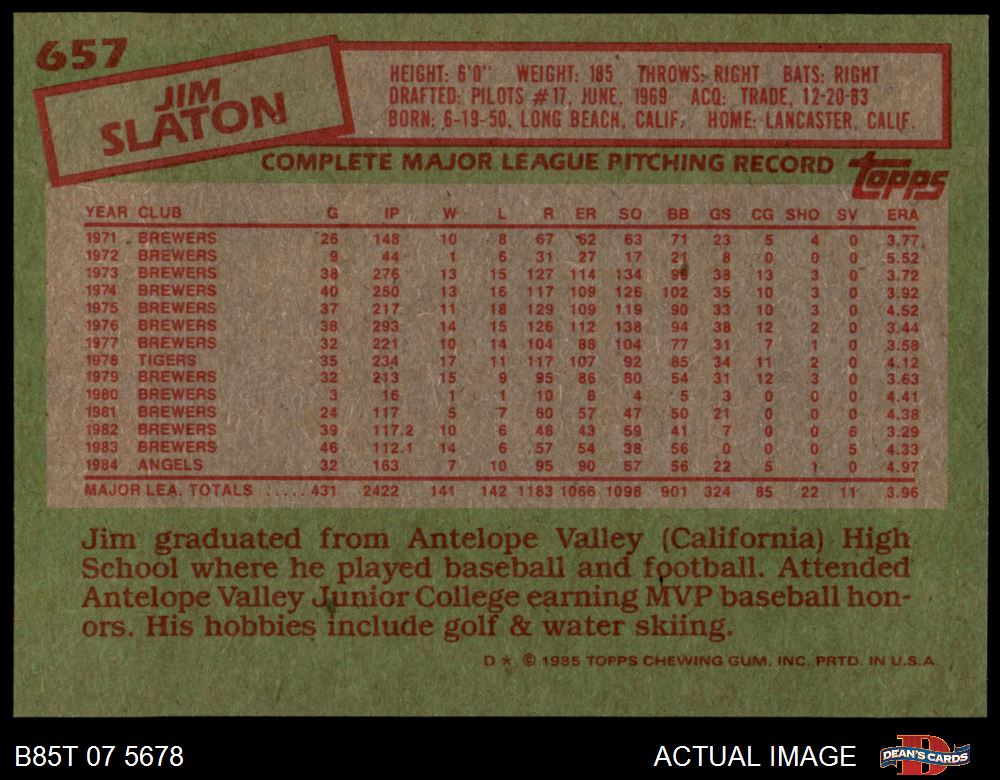 657
JIM
SLATON
HEIGHT: 6'0" WEIGHT: 185 THROWS: RIGHT BATS: RIGHT
DRAFTED: PILOTS #17, JUNE, 1969 ACQ: TRADE, 12-20-83
BORN: 6-19-50, LONG BEACH, CALIF. HOME: LANCASTER, CALIF.
COMPLETE MAJOR LEAGUE PITCHING RECORD
topps
YEAR CLUB G IP W L R ER SO BB GS CG SHO SV ERA
1971 BREWERS 26 148 10 8 67 62 63 71 23 5 4 0 3.77
1972 BREWERS 9 44 1 6 31 27 17 21 8 0 0 0 5.52
1973 BREWERS 38 276 13 15 127 114 134 99 38 13 3 0 3.72
1974 BREWERS 40 250 13 16 117 109 126 102 35 10 3 0 3.92
1975 BREWERS 37 217 11 18 129 109 119 90 33 10 3 0 4.52
1976 BREWERS 38 293 14 15 126 112 138 94 38 12 2 0 3.44
1977 BREWERS 32 221 10 14 104 88 104 77 31 7 1 0 3.58
1978 TIGERS 35 234 17 11 117 107 92 85 34 11 2 0 4.12
1979 BREWERS 32 213 15 9 95 86 80 54 31 12 3 0 3.63
1980 BREWERS 3 16 1 1 10 8 4 5 3 0 0 0 4.41
1981 BREWERS 24 117 5 7 60 57 47 50 21 0 0 0 4.38
1982 BREWERS 39 117.2 10 6 48 43 59 41 7 0 0 6 3.29
1983 BREWERS 46 112.1 14 6 57 54 38 56 0 0 0 5 4.33
1984 ANGELS 32 163 7 10 95 90 67 56 22 5 1 0 4.97
MAJOR LEA. TOTALS ..... 431 2422 141 142 1183 1066 1098 901 324 85 22 11 3.96
Jim graduated from Antelope Valley (California) High
School where he played baseball and football. Attended
Antelope Valley Junior College earning MVP baseball hon-
ors. His hobbies include golf & water skiing.
D * © 1985 TOPPS CHEWING GUM, INC. PRTD. IN U.S.A.
B85T 07 5678 ACTUAL IMAGE DEAN'S CARDS